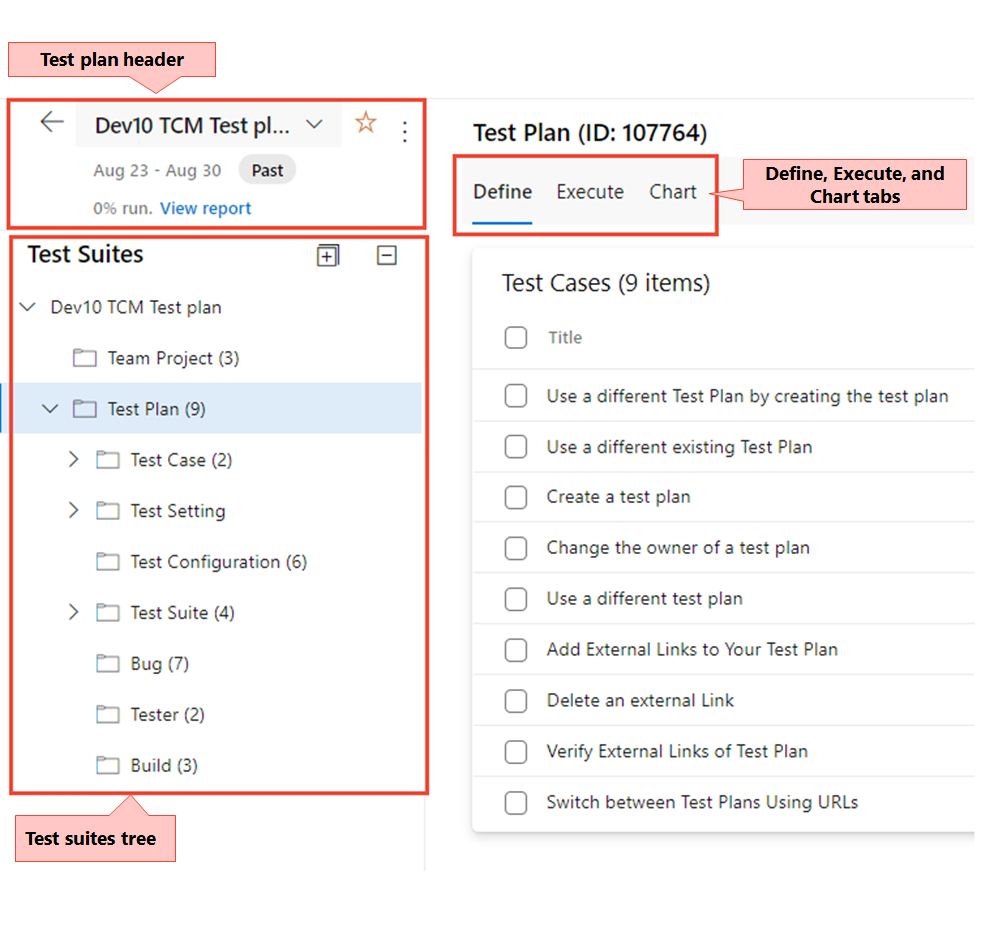 Test plan header
Dev10 TCM Test pl...
Aug 23 - Aug 30 Past
0% run. View report
Test Suites
Dev10 TCM Test plan
Team Project (3)
Test Plan (9)
Test Case (2)
Test Setting
Test Configuration (6)
Test Suite (4)
Bug (7)
Tester (2)
Build (3)
Test suites tree
Test Plan (ID: 107764)
Define Execute Chart
Define, Execute, and
Chart tabs
Test Cases (9 items)
Title
Use a different Test Plan by creating the test plan
Use a different existing Test Plan
Create a test plan
Change the owner of a test plan
Use a different test plan
Add External Links to Your Test Plan
Delete an external Link
Verify External Links of Test Plan
Switch between Test Plans Using URLs